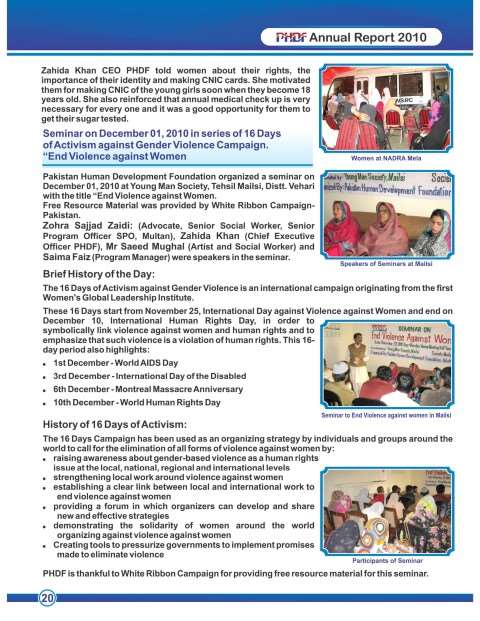 PHDF Annual Report 2010
Zahida Khan CEO PHDF told women about their rights, the
importance of their identity and making CNIC cards. She motivated
them for making CNIC of the young girls soon when they become 18
years old. She also reinforced that annual medical check up is very
necessary for every one and it was a good opportunity for them to
get their sugar tested.
Seminar on December 01, 2010 in series of 16 Days
of Activism against Gender Violence Campaign.
“End Violence against Women
Women at NADRA Mela
Pakistan Human Development Foundation organized a seminar on
December 01, 2010 at Young Man Society, Tehsil Mailsi, Distt. Vehari
with the title “End Violence against Women.
Free Resource Material was provided by White Ribbon Campaign-
Pakistan.
Zohra Sajjad Zaidi: (Advocate, Senior Social Worker, Senior
Program Officer SPO, Multan), Zahida Khan (Chief Executive
Officer PHDF), Mr Saeed Mughal (Artist and Social Worker) and
Saima Faiz (Program Manager) were speakers in the seminar.
Young Man Society, Mailsi
Pakistan Human Development Foundation
Speakers of Seminars at Mailsi
Brief History of the Day:
The 16 Days of Activism against Gender Violence is an international campaign originating from the first
Women's Global Leadership Institute.
These 16 Days start from November 25, International Day against Violence against Women and end on
December 10, International Human Rights Day, in order to
symbolically link violence against women and human rights and to
emphasize that such violence is a violation of human rights. This 16-
day period also highlights:
• 1st December - World AIDS Day
• 3rd December - International Day of the Disabled
• 6th December - Montreal Massacre Anniversary
• 10th December - World Human Rights Day
SEMINAR ON
End Violence Against Wom
Seminar to End Violence against women in Mailsi
History of 16 Days of Activism:
The 16 Days Campaign has been used as an organizing strategy by individuals and groups around the
world to call for the elimination of all forms of violence against women by:
• raising awareness about gender-based violence as a human rights
issue at the local, national, regional and international levels
• strengthening local work around violence against women
• establishing a clear link between local and international work to
end violence against women
• providing a forum in which organizers can develop and share
new and effective strategies
• demonstrating the solidarity of women around the world
organizing against violence against women
• Creating tools to pressurize governments to implement promises
made to eliminate violence
Participants of Seminar
PHDF is thankful to White Ribbon Campaign for providing free resource material for this seminar.
20